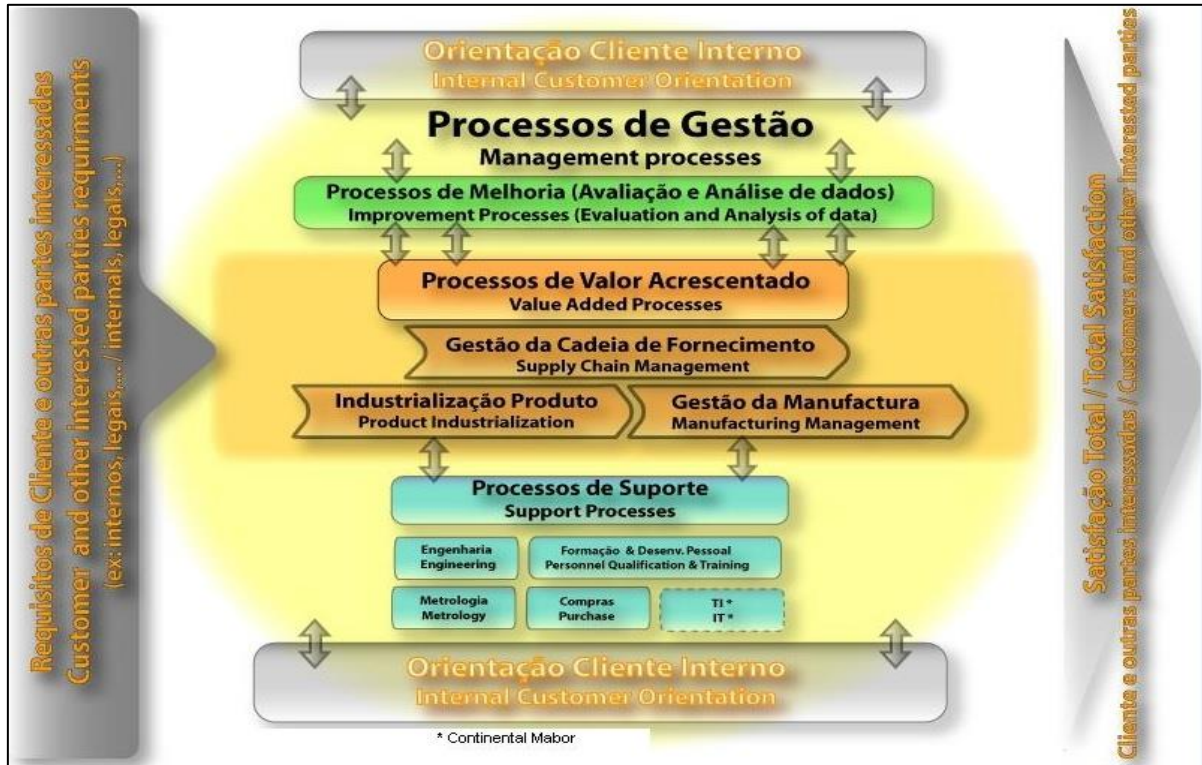 Requisitos de Cliente e outras partes interessadas
Customer and other interested parties requirments
(ex: internos, legais,... / internals, legals,...)
Orientação Cliente Interno
Internal Customer Orientation
Processos de Gestão
Management processes
Processos de Melhoria (Avaliação e Análise de dados)
Improvement Processes (Evaluation and Analysis of data)
Processos de Valor Acrescentado
Value Added Processes
Gestão da Cadeia de Fornecimento
Supply Chain Management
Industrialização Produto
Product Industrialization
Gestão da Manufactura
Manufacturing Management
Processos de Suporte
Support Processes
Engenharia
Engineering
Formação & Desenv. Pessoal
Personnel Qualification & Training
Metrologia
Metrology
Compras
Purchase
TI *
IT *
Orientação Cliente Interno
Internal Customer Orientation
* Continental Mabor
Satisfação Total / Total Satisfaction
Cliente e outras partes interessadas / Customers and other interested parties